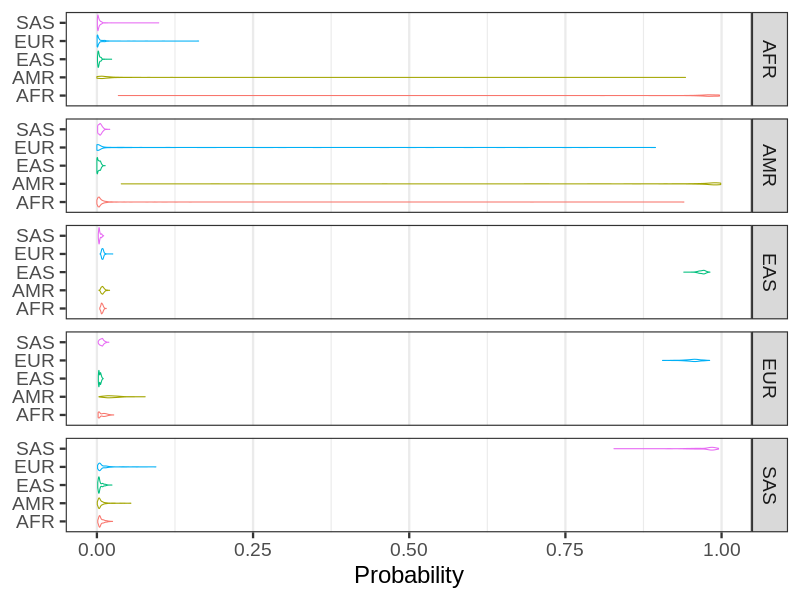 SAS
EUR
EAS
AMR
AFR
AFR
SAS
EUR
EAS
AMR
AFR
AMR
SAS
EUR
EAS
AMR
AFR
EAS
SAS
EUR
EAS
AMR
AFR
EUR
SAS
EUR
EAS
AMR
AFR
SAS
0.00 0.25 0.50 0.75 1.00
Probability